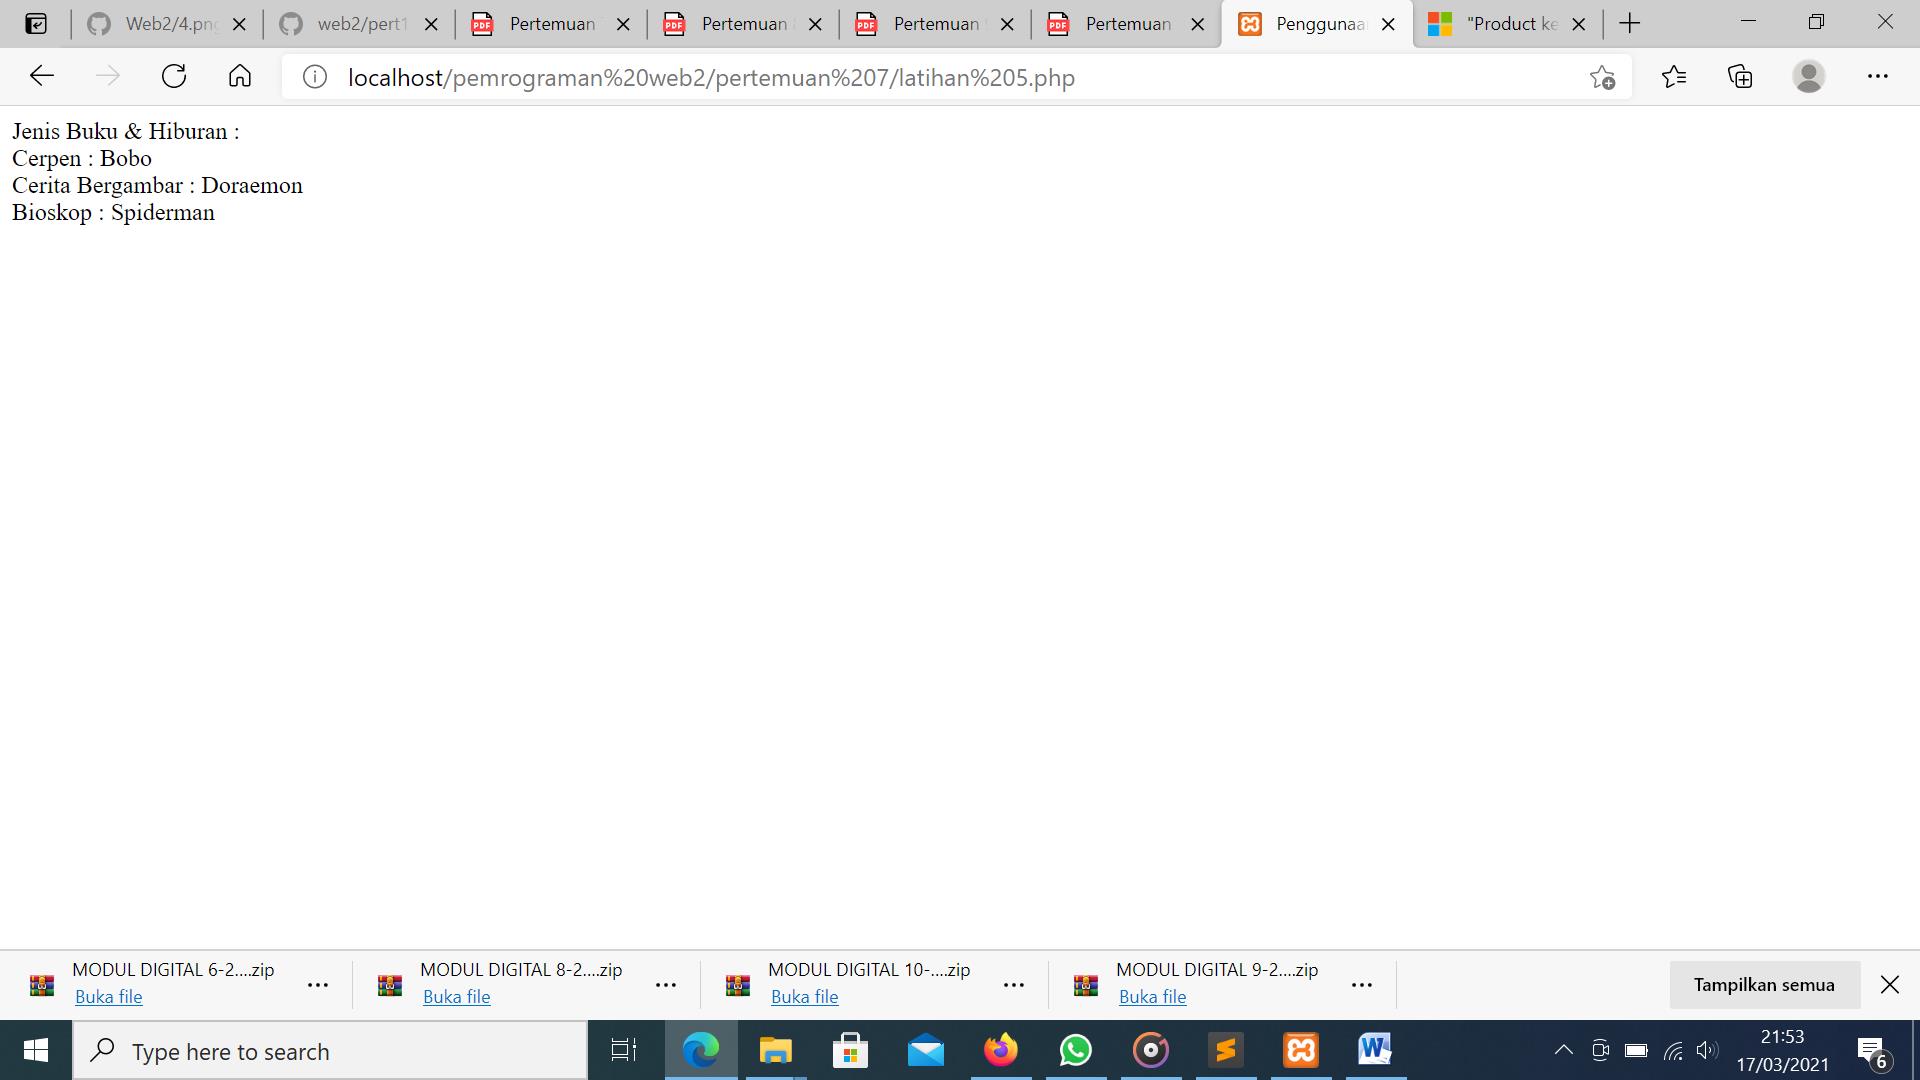 Web2/4.png
web2/pert1
Pertemuan
Pertemuan
Pertemuan
Pertemuan
Penggunaa
"Product ke
localhost/pemrograman%20web2/pertemuan%207/latihan%205.php
Jenis Buku & Hiburan :
Cerpen : Bobo
Cerita Bergambar : Doraemon
Bioskop : Spiderman
MODUL DIGITAL 6-2....zip
Buka file
MODUL DIGITAL 8-2....zip
Buka file
MODUL DIGITAL 10-....zip
Buka file
MODUL DIGITAL 9-2....zip
Buka file
Tampilkan semua
Type here to search
21:53
17/03/2021
6